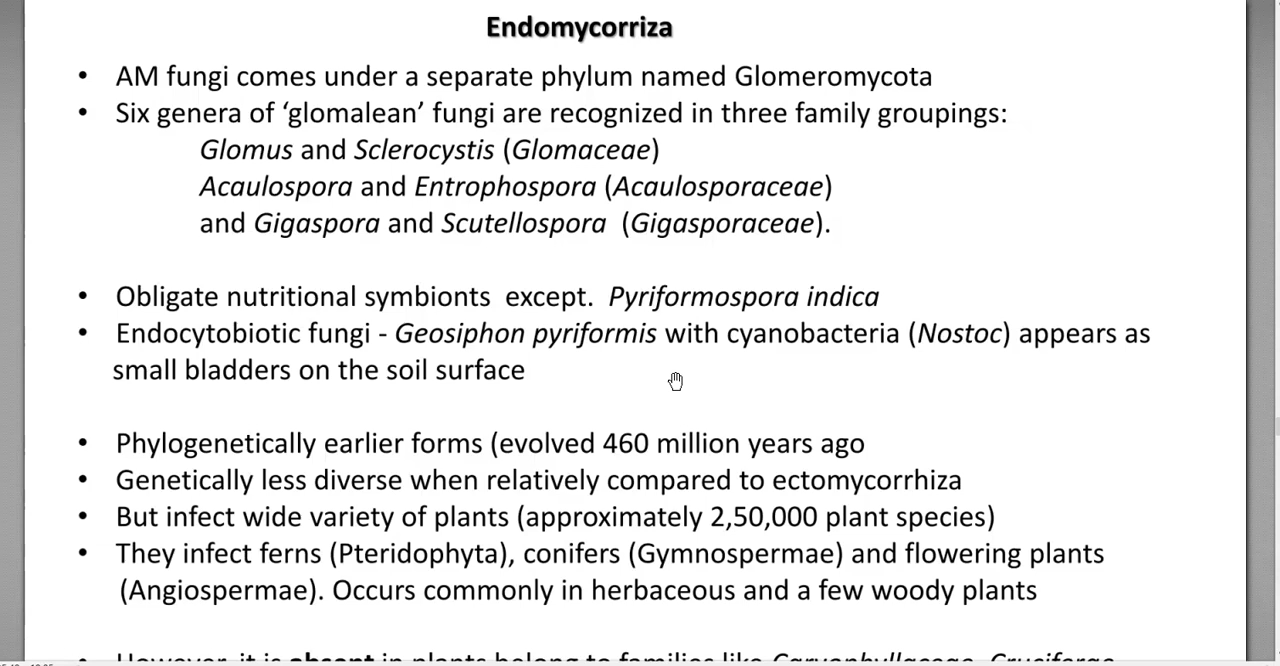 Endomycorriza
• AM fungi comes under a separate phylum named Glomeromycota
• Six genera of ‘glomalean’ fungi are recognized in three family groupings:
Glomus and Sclerocystis (Glomaceae)
Acaulospora and Entrophospora (Acaulosporaceae)
and Gigaspora and Scutellospora (Gigasporaceae).
• Obligate nutritional symbionts except. Pyriformospora indica
• Endocytobiotic fungi - Geosiphon pyriformis with cyanobacteria (Nostoc) appears as
small bladders on the soil surface
• Phylogenetically earlier forms (evolved 460 million years ago
• Genetically less diverse when relatively compared to ectomycorrhiza
• But infect wide variety of plants (approximately 2,50,000 plant species)
• They infect ferns (Pteridophyta), conifers (Gymnospermae) and flowering plants
(Angiospermae). Occurs commonly in herbaceous and a few woody plants
• However, it is absent in plants belong to families like Caryophyllaceae, Cruciferae